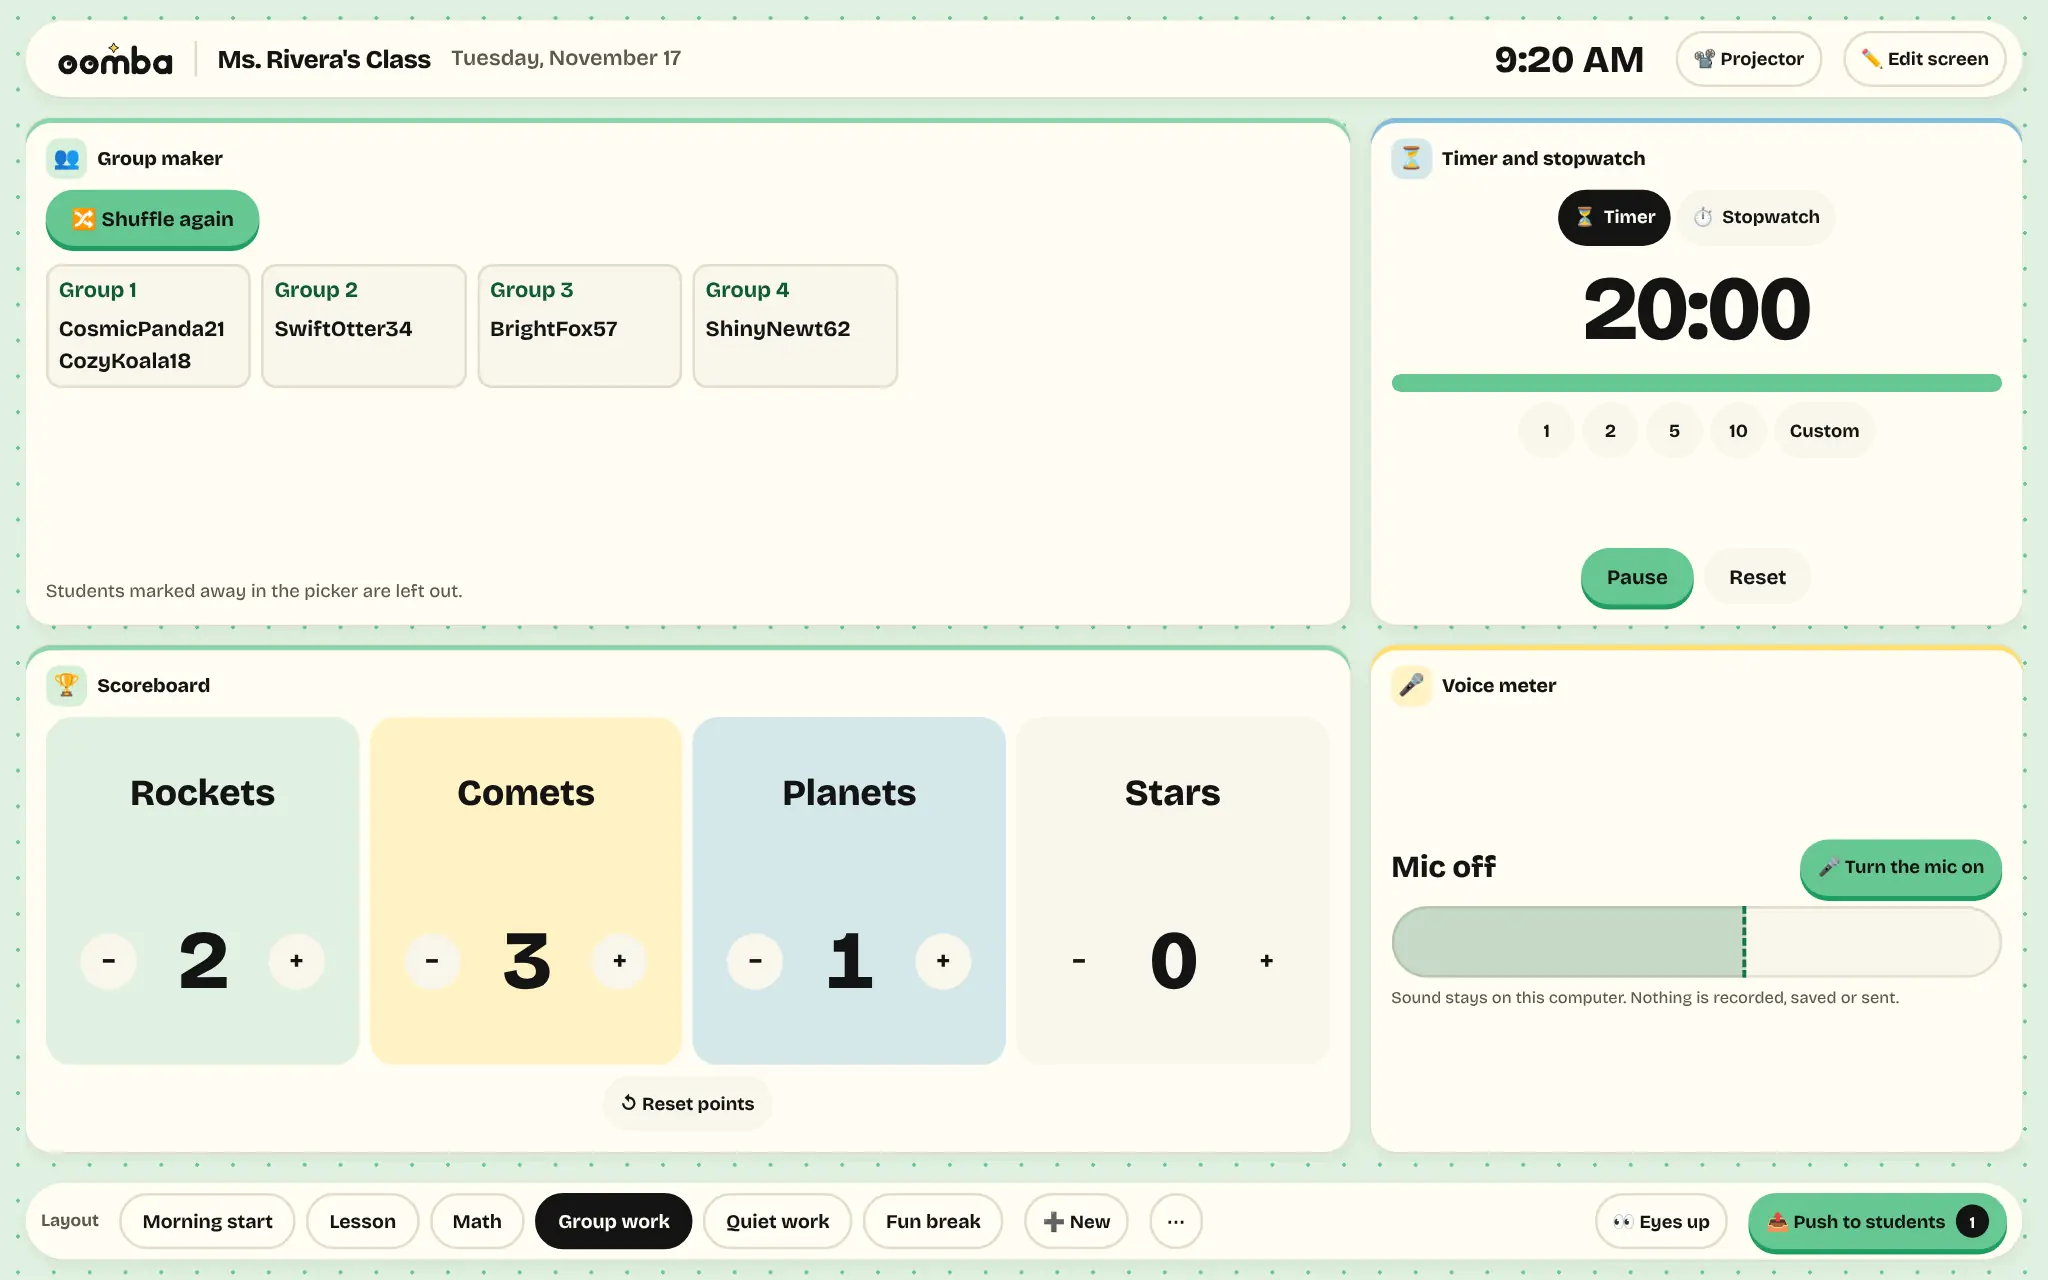 oomba
Ms. Rivera's Class
Tuesday, November 17
9:20 AM
Projector
Edit screen
Group maker
Shuffle again
Group 1
CosmicPanda21
CozyKoala18
Group 2
SwiftOtter34
Group 3
BrightFox57
Group 4
ShinyNewt62
Students marked away in the picker are left out.
Timer and stopwatch
Timer
Stopwatch
20:00
1
2
5
10
Custom
Pause
Reset
Scoreboard
Rockets
- 2 +
Comets
- 3 +
Planets
- 1 +
Stars
- 0 +
Reset points
Voice meter
Mic off
Turn the mic on
Sound stays on this computer. Nothing is recorded, saved or sent.
Layout
Morning start
Lesson
Math
Group work
Quiet work
Fun break
New
...
Eyes up
Push to students 1